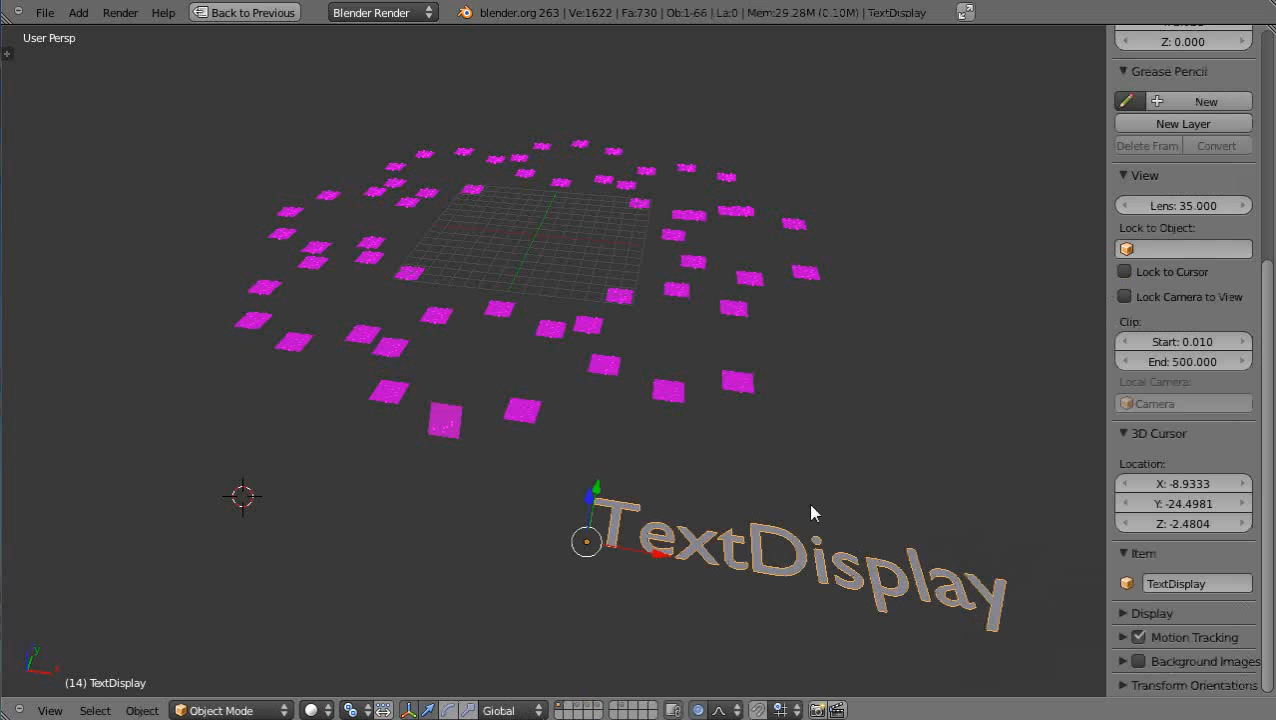 File Add Render Help Back to Previous Blender Render blender.org 263 | Ve:1622 | Fa:730 | Ob:1-66 | La:0 | Mem:29.28M (0.10M) | TextDisplay
User Persp
Z: 0.000
Grease Pencil
New
New Layer
Delete Fram Convert
View
Lens: 35.000
Lock to Object:
Lock to Cursor
Lock Camera to View
Clip:
Start: 0.010
End: 500.000
Local Camera:
Camera
3D Cursor
Location:
X: -8.9333
Y: -24.4981
Z: -2.4804
Item
TextDisplay
Display
Motion Tracking
Background Images
Transform Orientations
TextDisplay
y
x
(14) TextDisplay
View Select Object Object Mode Global